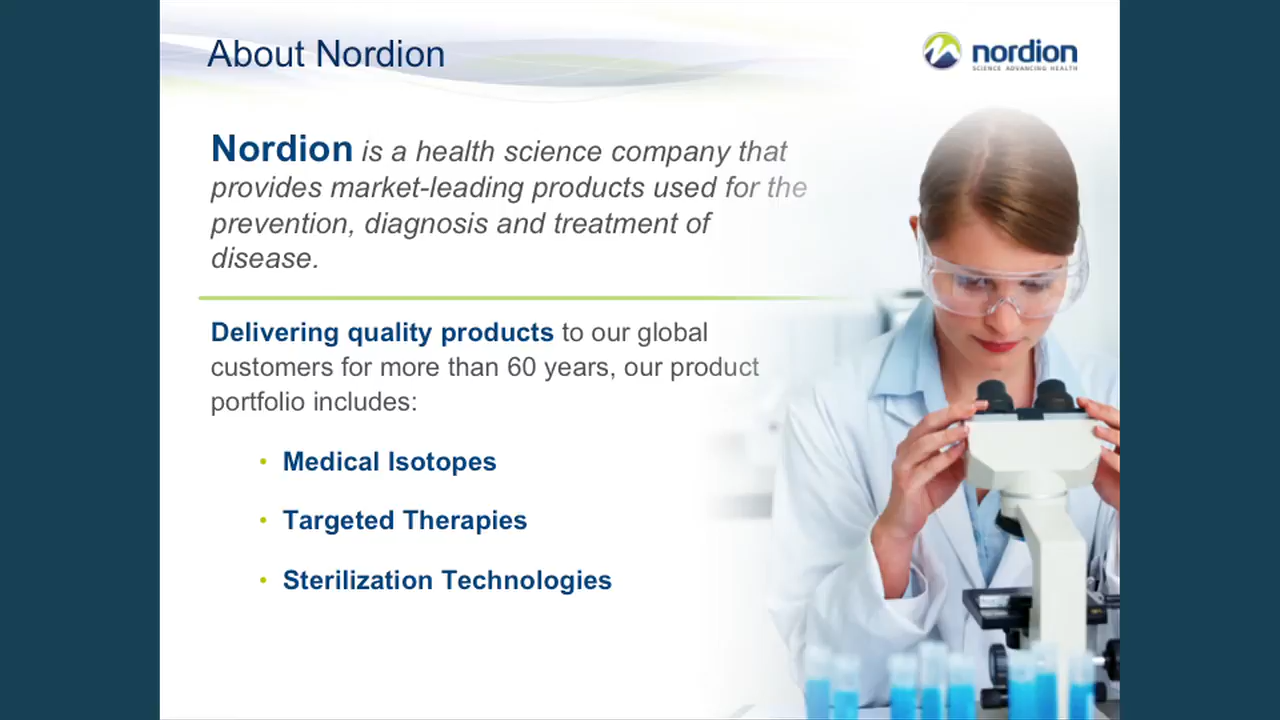 About Nordion
nordion
SCIENCE ADVANCING HEALTH
Nordion is a health science company that
provides market-leading products used for the
prevention, diagnosis and treatment of
disease.
Delivering quality products to our global
customers for more than 60 years, our product
portfolio includes:
• Medical Isotopes
• Targeted Therapies
• Sterilization Technologies